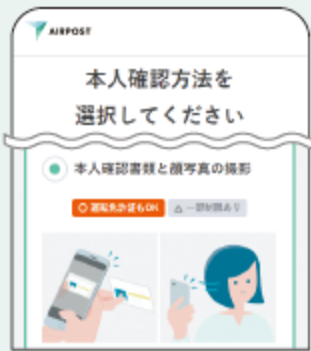 AIRPOST
本人確認方法を
選択してください
本人確認書類と顔写真の撮影
運転免許証もOK
一部制限あり